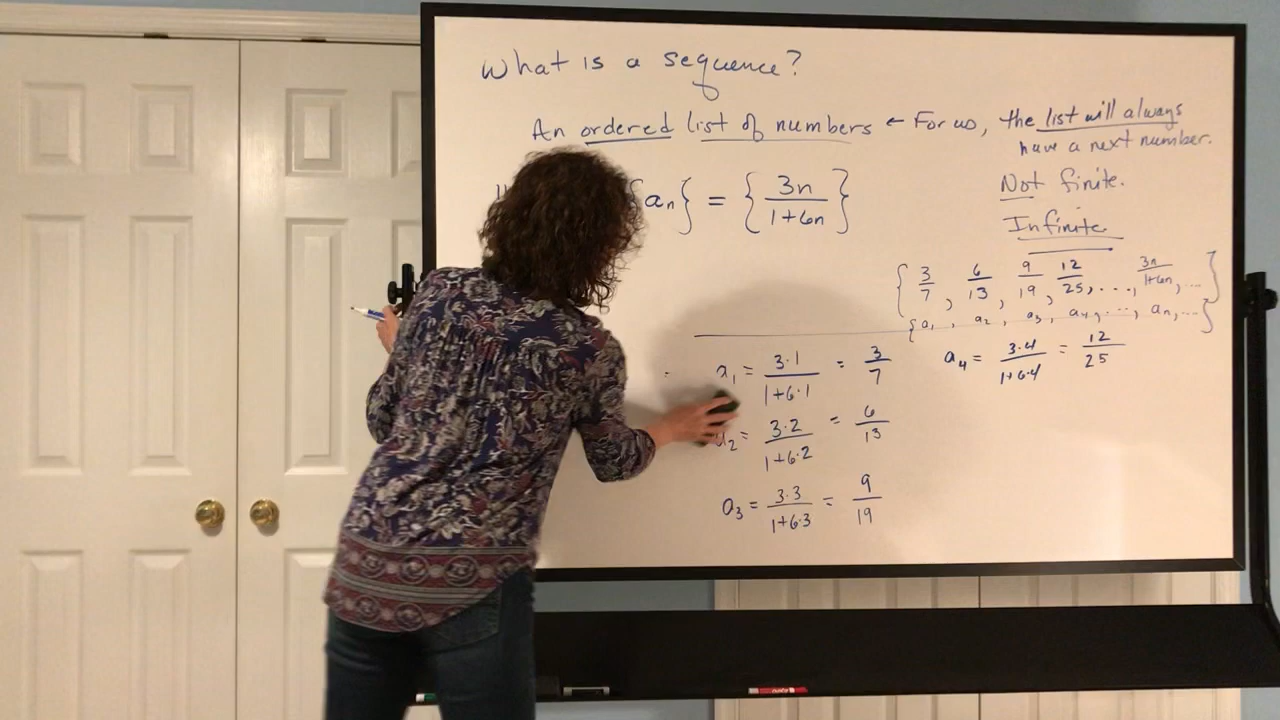 What is a sequence?
An ordered list of numbers ← For us, the list will always
have a next number.
Not finite.
Infinite
{aₙ} = {3n/(1+6n)}
{3/7, 6/13, 9/19, 12/25, ..., 3n/(1+6n), ...}
{a₁, a₂, a₃, a₄, ..., aₙ, ...}
a₁ = 3·1/(1+6·1) = 3/7
a₄ = 3·4/(1+6·4) = 12/25
a₂ = 3·2/(1+6·2) = 6/13
a₃ = 3·3/(1+6·3) = 9/19